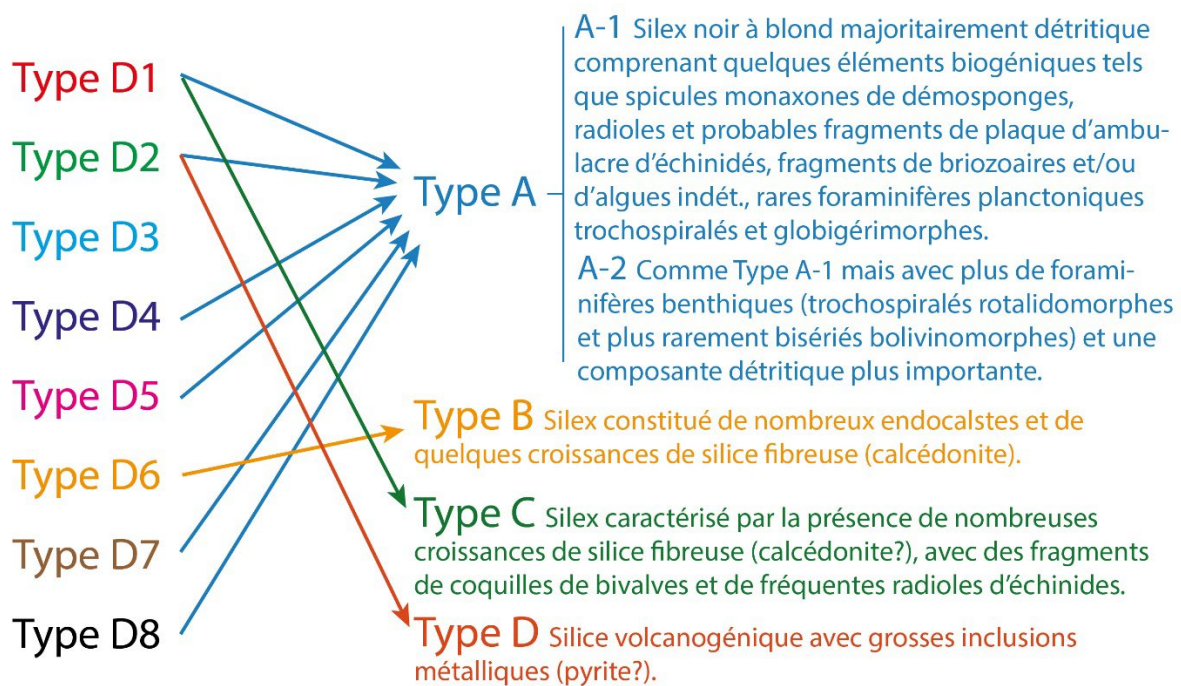 Type D1
Type D2
Type D3
Type D4
Type D5
Type D6
Type D7
Type D8
Type A
A-1 Silex noir à blond majoritairement détritique
comprenant quelques éléments biogéniques tels
que spicules monaxones de démosponges,
radioles et probables fragments de plaque d'ambu-
lacre d'échinidés, fragments de briozoaires et/ou
d'algues indét., rares foraminifères planctoniques
trochospiralés et globigérimorphes.
A-2 Comme Type A-1 mais avec plus de forami-
nifères benthiques (trochospiralés rotalidomorphes
et plus rarement bisériés bolivinomorphes) et une
composante détritique plus importante.
Type B Silex constitué de nombreux endocalstes et de
quelques croissances de silice fibreuse (calcédonite).
Type C Silex caractérisé par la présence de nombreuses
croissances de silice fibreuse (calcédonite?), avec des fragments
de coquilles de bivalves et de fréquentes radioles d'échinides.
Type D Silice volcanogénique avec grosses inclusions
métalliques (pyrite?).